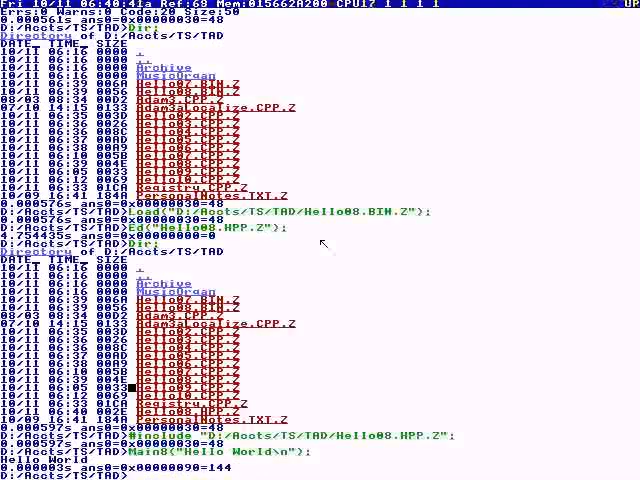 Fri 10/11 06:40:41a Ref:69 Mem:015662A200 CPU17 1 1 1 1 UP
Errs:0 Warns:0 Code:20 Size:50
0.000561s ans0=0x00000030=48
D:/Accts/TS/TAD>Dir;
Directory of D:/Accts/TS/TAD
DATE_ TIME_ SIZE
10/11 06:16 0000 .
10/11 06:16 0000 ..
10/11 06:16 0000 Archive
10/11 06:16 0000 MusicOrgan
10/11 06:39 006A Hello07.BIN.Z
10/11 06:39 0056 Hello08.BIN.Z
08/03 08:34 00D2 Adam3.CPP.Z
07/10 14:15 0133 Adam3aLocalize.CPP.Z
10/11 06:35 003D Hello02.CPP.Z
10/11 06:36 0026 Hello03.CPP.Z
10/11 06:36 008C Hello04.CPP.Z
10/11 06:37 00AD Hello05.CPP.Z
10/11 06:38 00A9 Hello06.CPP.Z
10/11 06:10 005B Hello07.CPP.Z
10/11 06:39 004E Hello08.CPP.Z
10/11 06:05 0033 Hello09.CPP.Z
10/11 06:12 0069 Hello10.CPP.Z
10/11 06:33 01CA Registry.CPP.Z
10/09 16:41 184A PersonalNotes.TXT.Z
0.000576s ans0=0x00000030=48
D:/Accts/TS/TAD>Load("D:/Accts/TS/TAD/Hello08.BIN.Z");
0.000576s ans0=0x00000030=48
D:/Accts/TS/TAD>Ed("Hello08.HPP.Z");
4.754435s ans0=0x00000000=0
D:/Accts/TS/TAD>Dir;
Directory of D:/Accts/TS/TAD
DATE_ TIME_ SIZE
10/11 06:16 0000 .
10/11 06:16 0000 ..
10/11 06:16 0000 Archive
10/11 06:16 0000 MusicOrgan
10/11 06:39 006A Hello07.BIN.Z
10/11 06:39 0056 Hello08.BIN.Z
08/03 08:34 00D2 Adam3.CPP.Z
07/10 14:15 0133 Adam3aLocalize.CPP.Z
10/11 06:35 003D Hello02.CPP.Z
10/11 06:36 0026 Hello03.CPP.Z
10/11 06:36 008C Hello04.CPP.Z
10/11 06:37 00AD Hello05.CPP.Z
10/11 06:38 00A9 Hello06.CPP.Z
10/11 06:10 005B Hello07.CPP.Z
10/11 06:39 004E Hello08.CPP.Z
10/11 06:05 0033 Hello09.CPP.Z
10/11 06:12 0069 Hello10.CPP.Z
10/11 06:33 01CA Registry.CPP.Z
10/11 06:40 002E Hello08.HPP.Z
10/09 16:41 184A PersonalNotes.TXT.Z
0.000597s ans0=0x00000030=48
D:/Accts/TS/TAD>#include "D:/Accts/TS/TAD/Hello08.HPP.Z";
0.000597s ans0=0x00000030=48
D:/Accts/TS/TAD>Main8("Hello World\n");
Hello World
0.000003s ans0=0x00000090=144
D:/Accts/TS/TAD>